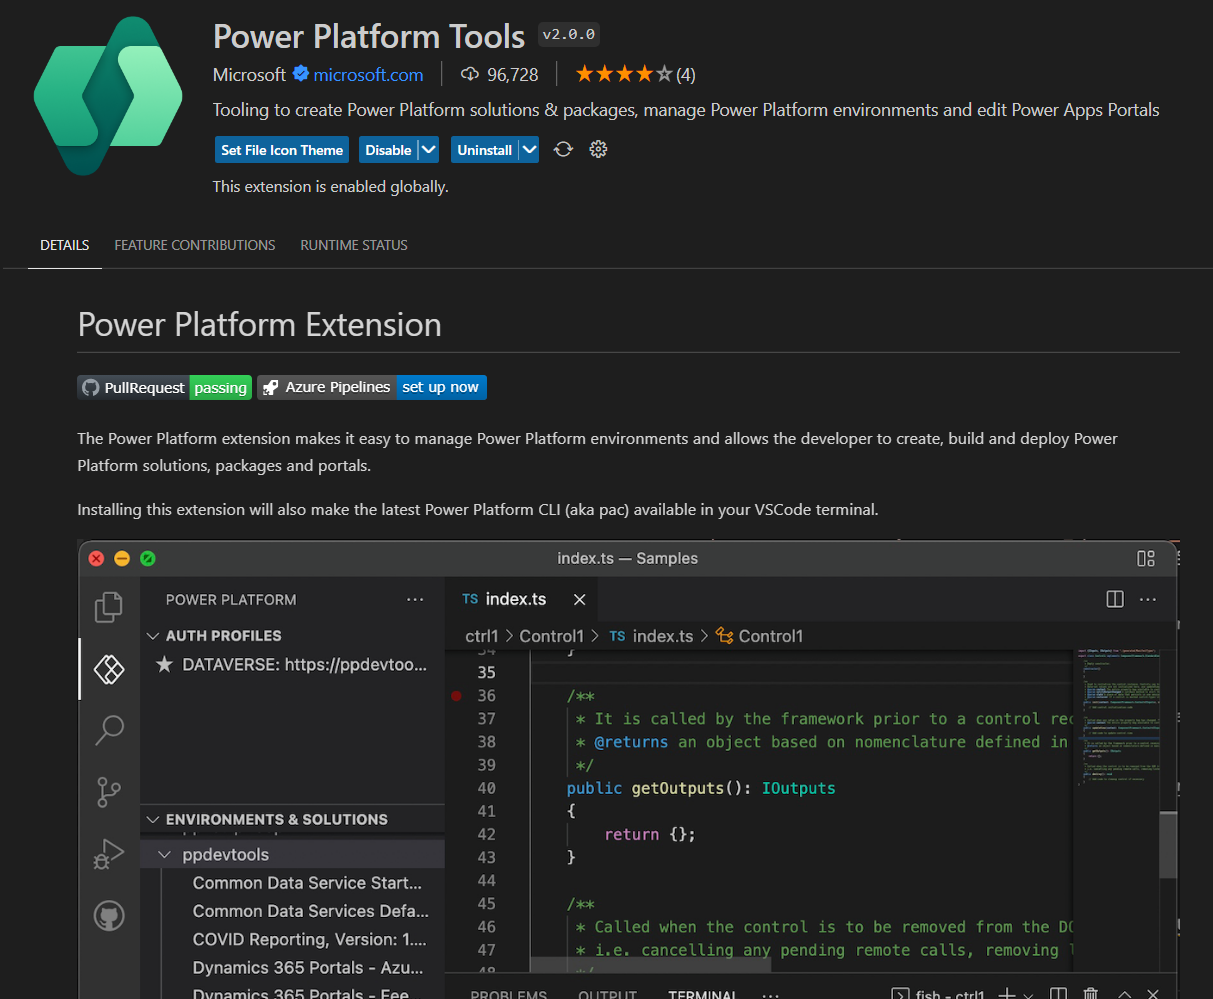 Power Platform Tools v2.0.0
Microsoft microsoft.com 96,728 (4)
Tooling to create Power Platform solutions & packages, manage Power Platform environments and edit Power Apps Portals
Set File Icon Theme Disable Uninstall
This extension is enabled globally.
DETAILS FEATURE CONTRIBUTIONS RUNTIME STATUS
Power Platform Extension
PullRequest passing Azure Pipelines set up now
The Power Platform extension makes it easy to manage Power Platform environments and allows the developer to create, build and deploy Power
Platform solutions, packages and portals.
Installing this extension will also make the latest Power Platform CLI (aka pac) available in your VSCode terminal.
index.ts — Samples
POWER PLATFORM ...
AUTH PROFILES
DATAVERSE: https://ppdevtoo...
ENVIRONMENTS & SOLUTIONS
ppdevtools
Common Data Service Start...
Common Data Services Defa...
COVID Reporting, Version: 1....
Dynamics 365 Portals - Azu...
Dynamics 365 Portals - Fee
TS index.ts
ctrl1 > Control1 > TS index.ts > Control1
34 }
35
36 /**
37 * It is called by the framework prior to a control rec
38 * @returns an object based on nomenclature defined in
39 */
40 public getOutputs(): IOutputs
41 {
42 return {};
43 }
44
45 /**
46 * Called when the control is to be removed from the DO
47 * i.e. cancelling any pending remote calls, removing
48 */
PROBLEMS OUTPUT TERMINAL ... fish - ctrl1